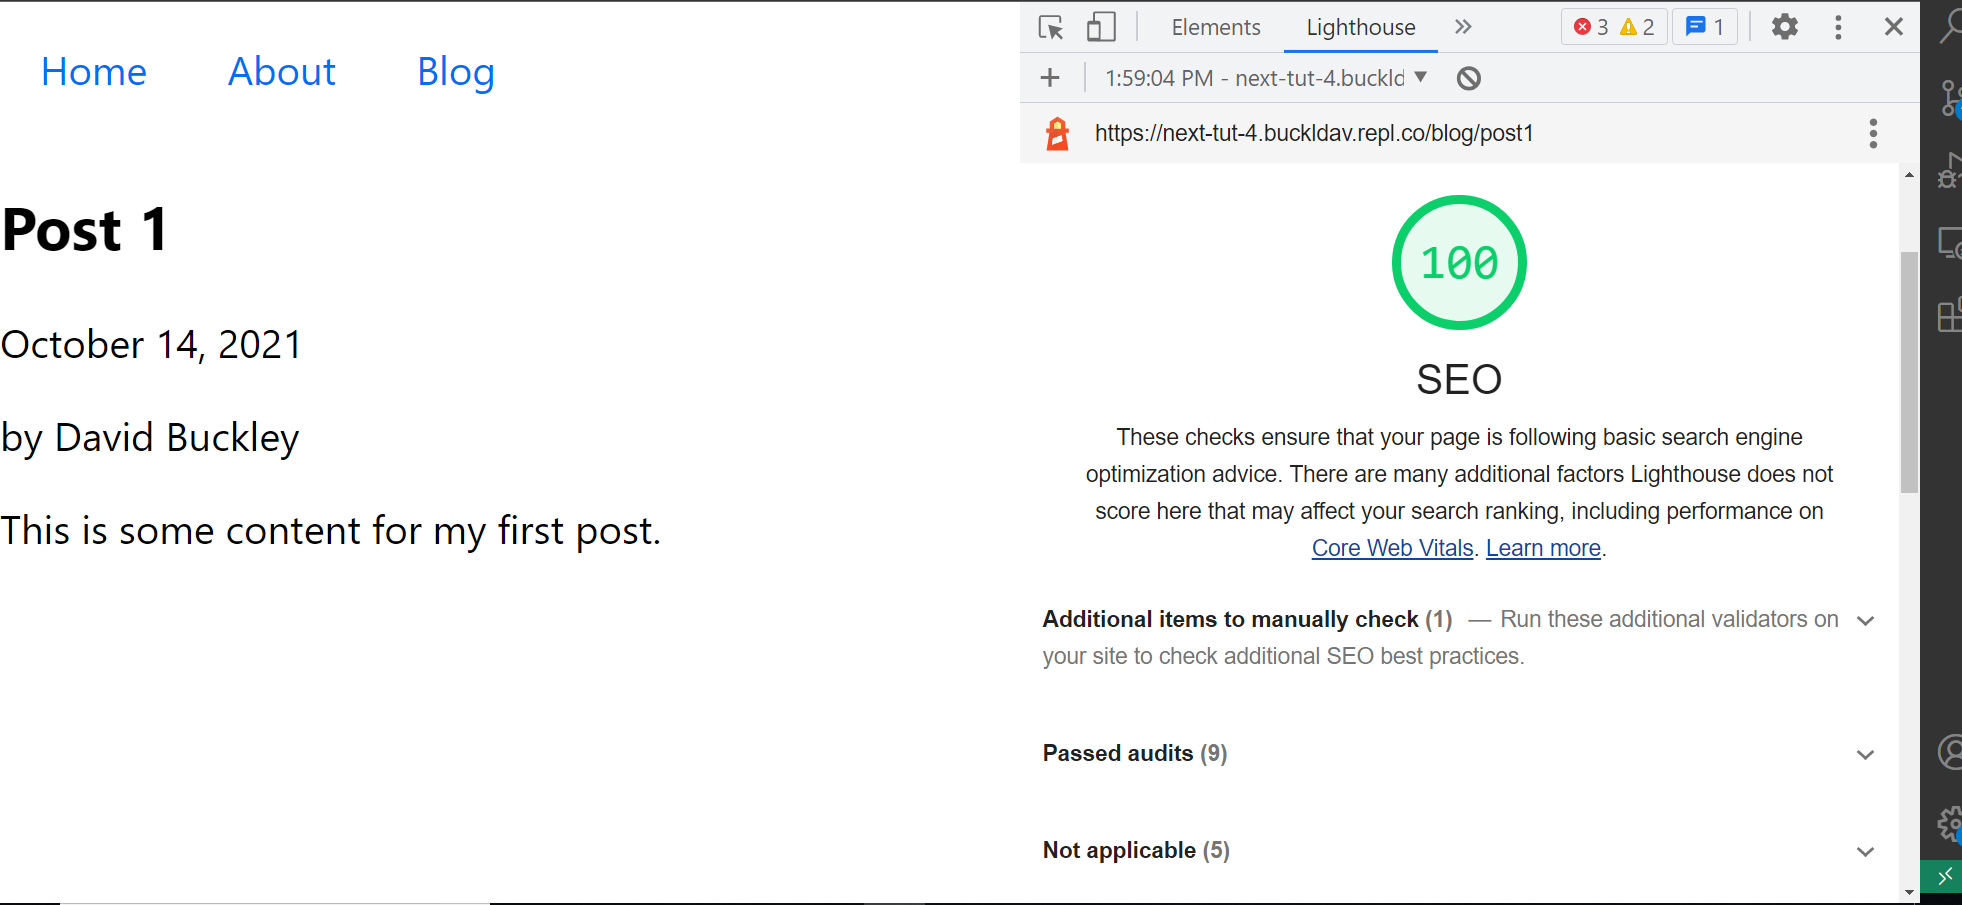 Home About Blog
Post 1
October 14, 2021
by David Buckley
This is some content for my first post.
Elements Lighthouse 3 2 1
1:59:04 PM - next-tut-4.buckld
https://next-tut-4.buckldav.repl.co/blog/post1
100
SEO
These checks ensure that your page is following basic search engine
optimization advice. There are many additional factors Lighthouse does not
score here that may affect your search ranking, including performance on
Core Web Vitals. Learn more.
Additional items to manually check (1) — Run these additional validators on
your site to check additional SEO best practices.
Passed audits (9)
Not applicable (5)